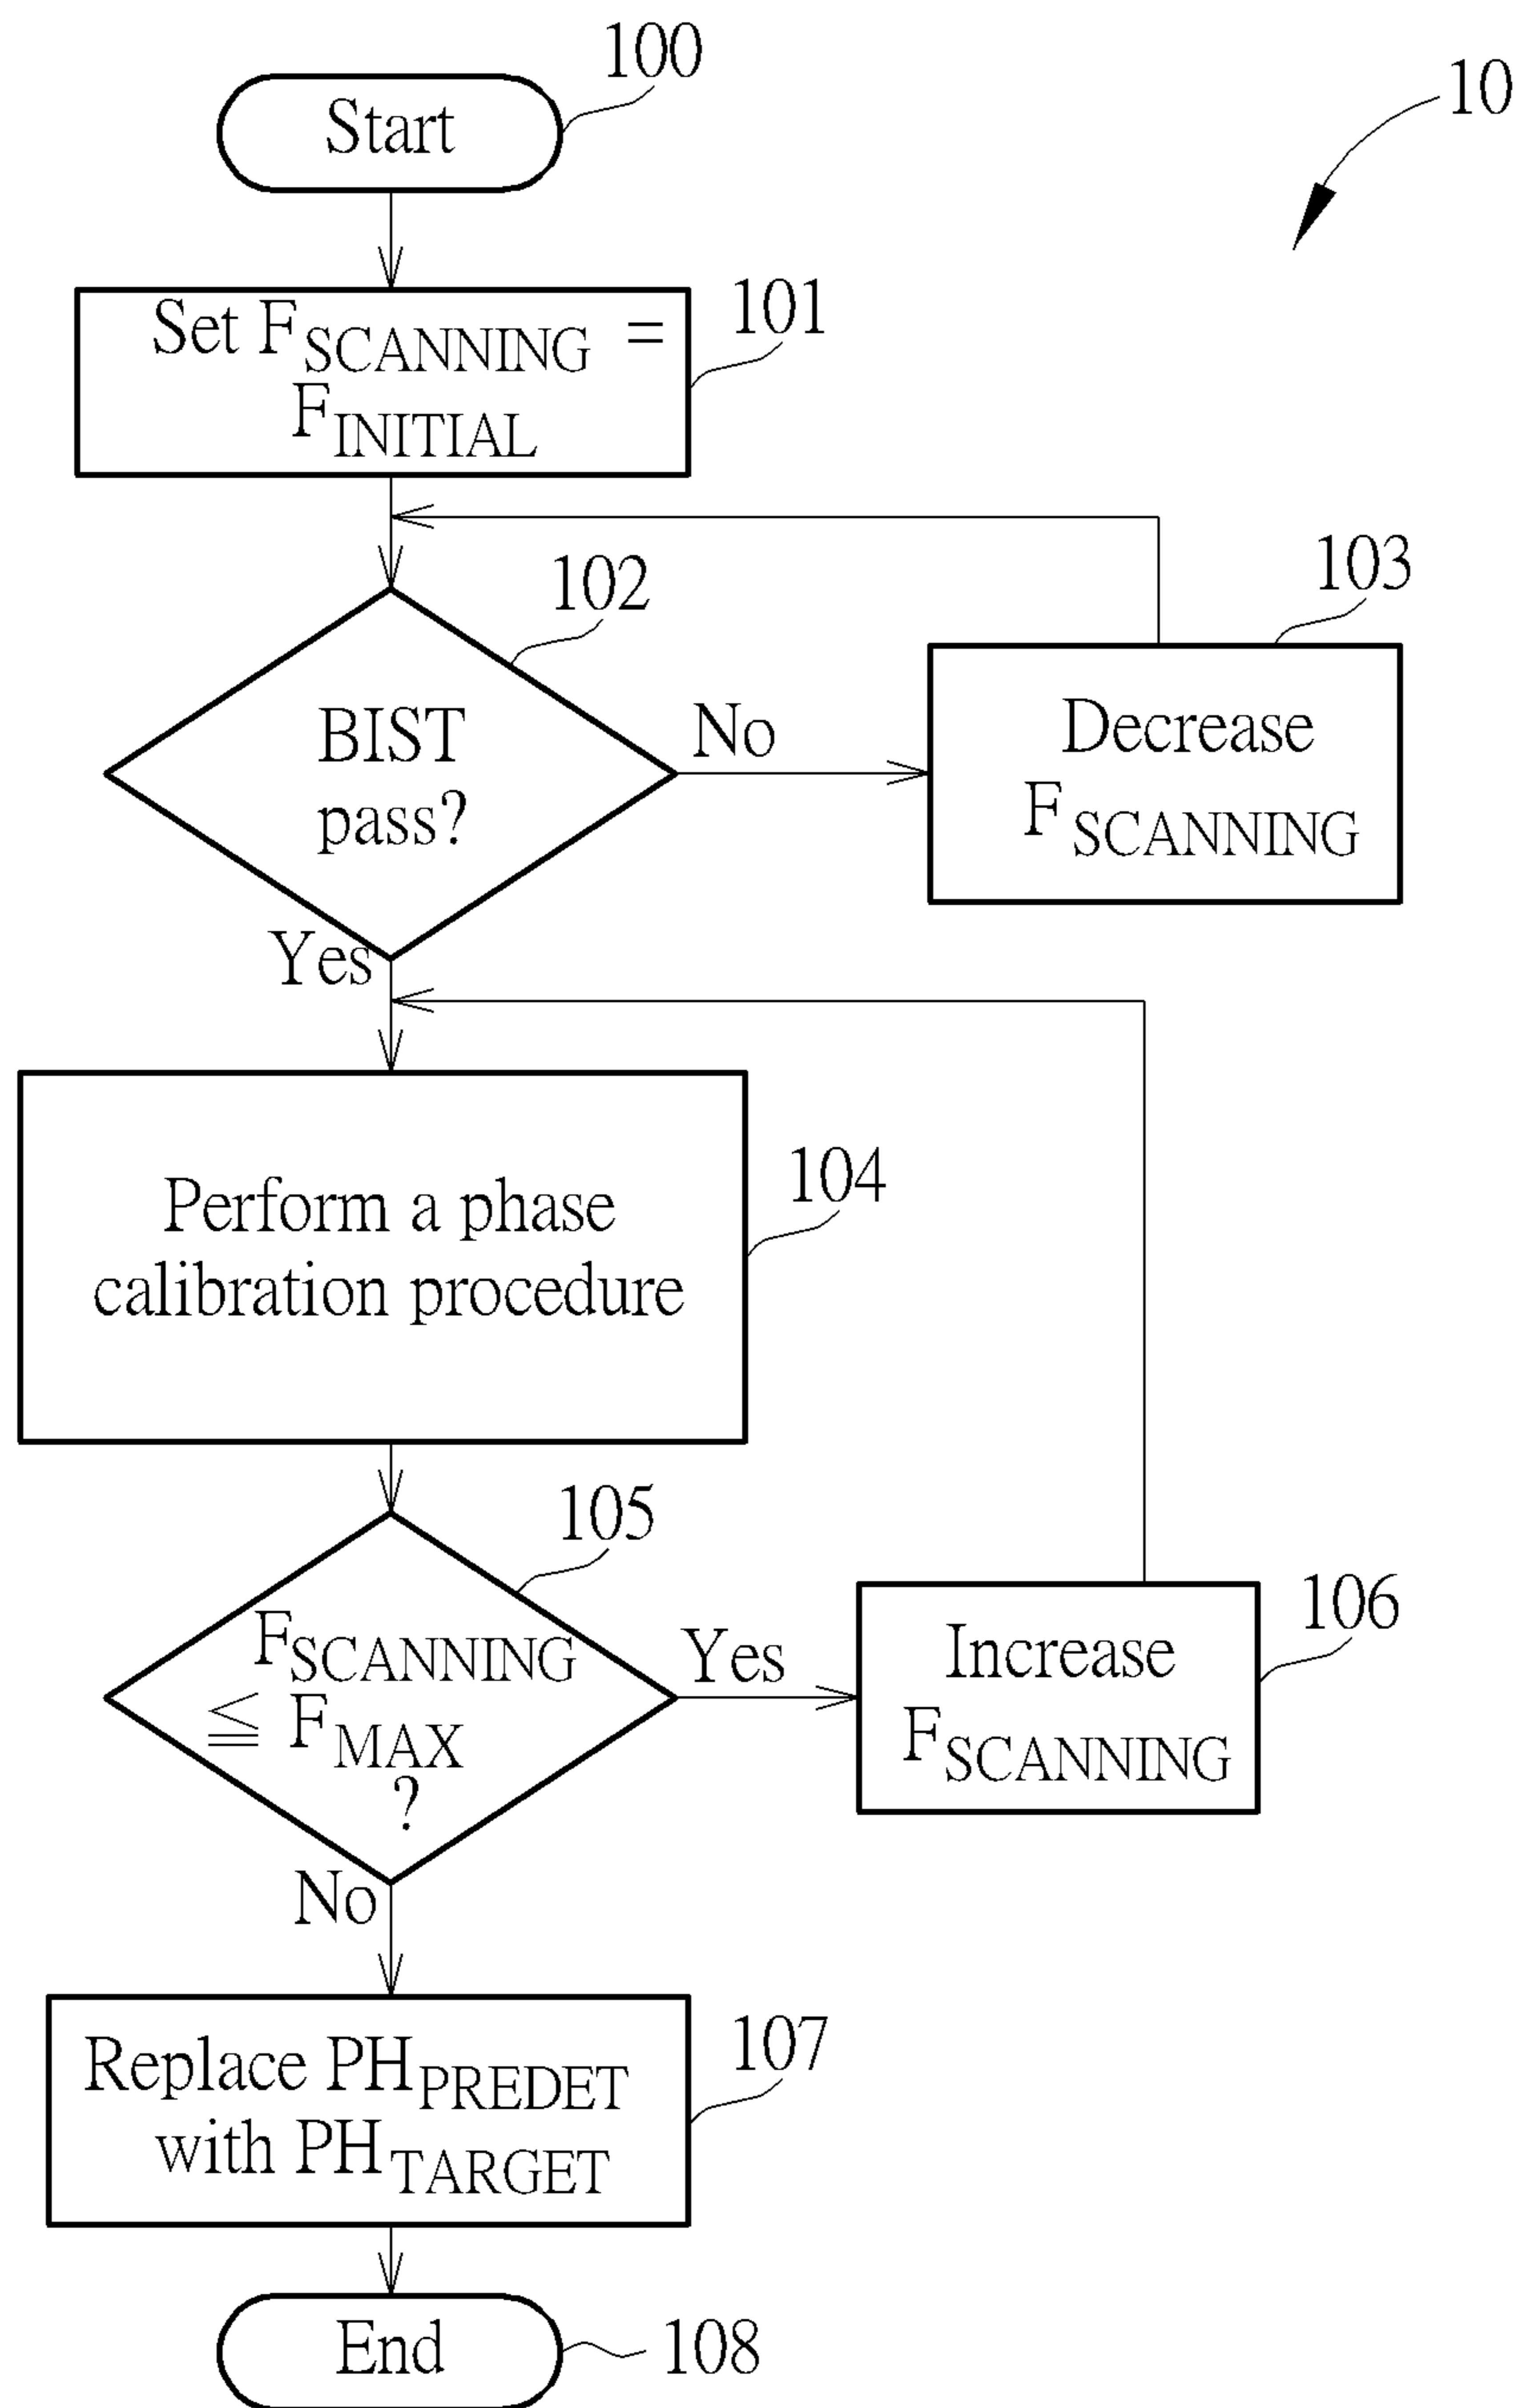 100
10
Start
101
Set FSCANNING =
FINITIAL
102
103
BIST
pass?
No
Decrease
FSCANNING
Yes
104
Perform a phase
calibration procedure
105
106
FSCANNING
≦ FMAX
?
Yes
Increase
FSCANNING
No
107
Replace PHPREDET
with PHTARGET
End
108